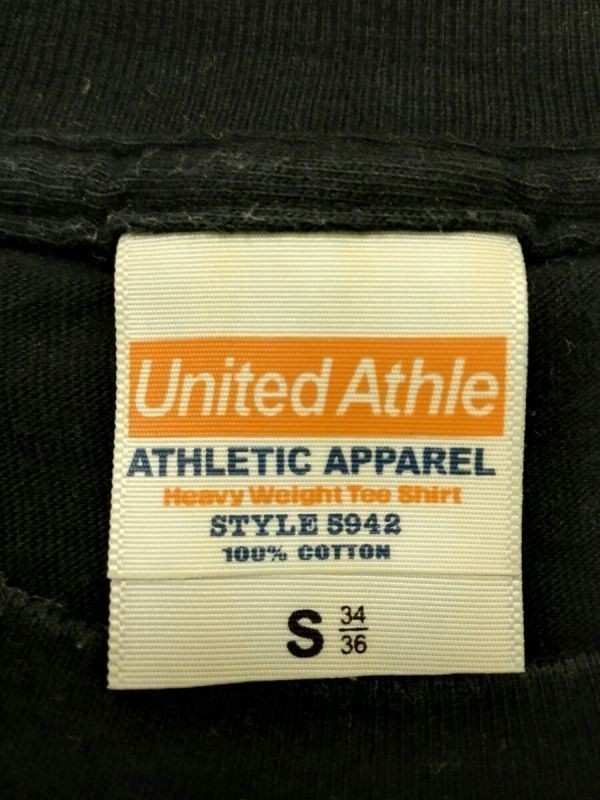 United Athle
ATHLETIC APPAREL
Heavy Weight Tee Shirt
STYLE 5942
100% COTTON
S 34/36